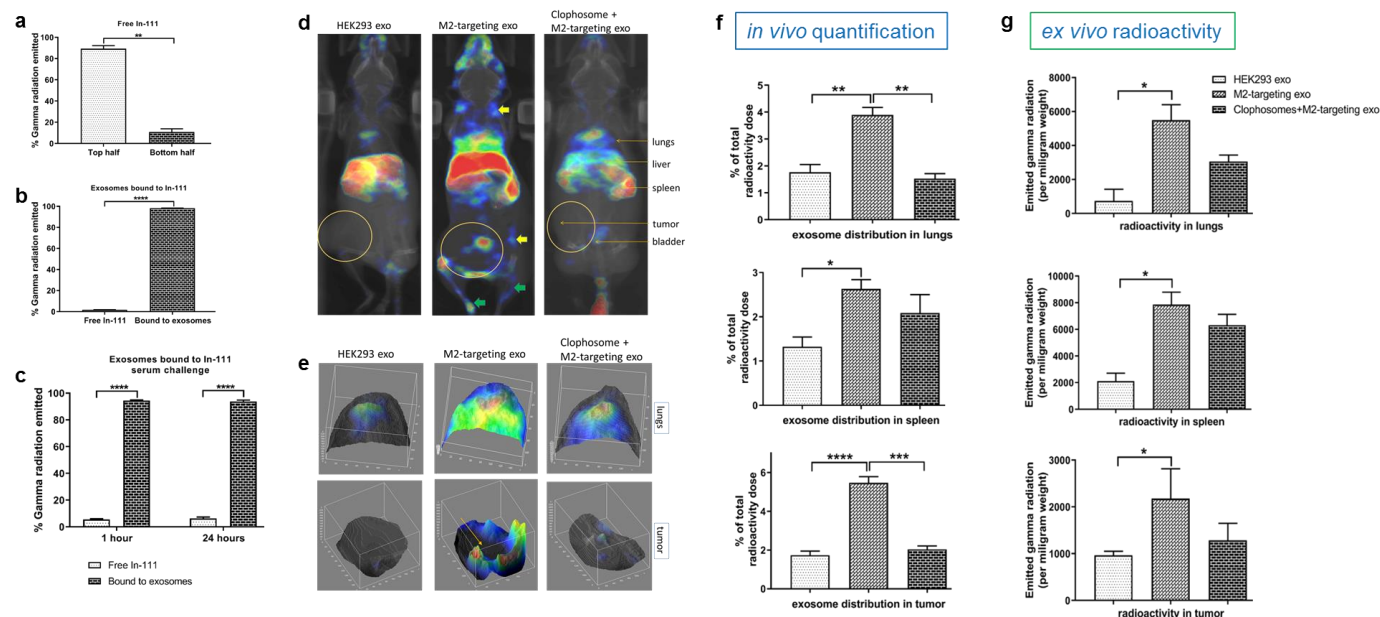 a
Free In-111
**
% Gamma radiation emitted
100
80
60
40
20
0
Top half
Bottom half
b
Exposomes bound to In-111
****
% Gamma radiation emitted
100
80
60
40
20
0
Free In-111
Bound to exosomes
c
Exosomes bound to In-111
serum challenge
****
****
% Gamma radiation emitted
100
80
60
40
20
0
1 hour
24 hours
Free In-111
Bound to exosomes
d
HEK293 exo
M2-targeting exo
Clophosome +
M2-targeting exo
lungs
liver
spleen
tumor
bladder
e
HEK293 exo
M2-targeting exo
Clophosome +
M2-targeting exo
lungs
tumor
f
in vivo quantification
% of total
radioactivity dose
5
4
3
2
1
0
**
**
exosome distribution in lungs
% of total
radioactivity dose
3
2
1
0
*
exosome distribution in spleen
% of total
radioactivity dose
6
4
2
0
****
***
exosome distribution in tumor
g
ex vivo radioactivity
HEK293 exo
M2-targeting exo
Clophosomes+M2-targeting exo
Emitted gamma radiation
(per miligram weight)
8000
6000
4000
2000
0
*
radioactivity in lungs
Emitted gamma radiation
(per miligram weight)
10000
8000
6000
4000
2000
0
*
radioactivity in spleen
Emitted gamma radiation
(per miligram weight)
3000
2000
1000
0
*
radioactivity in tumor